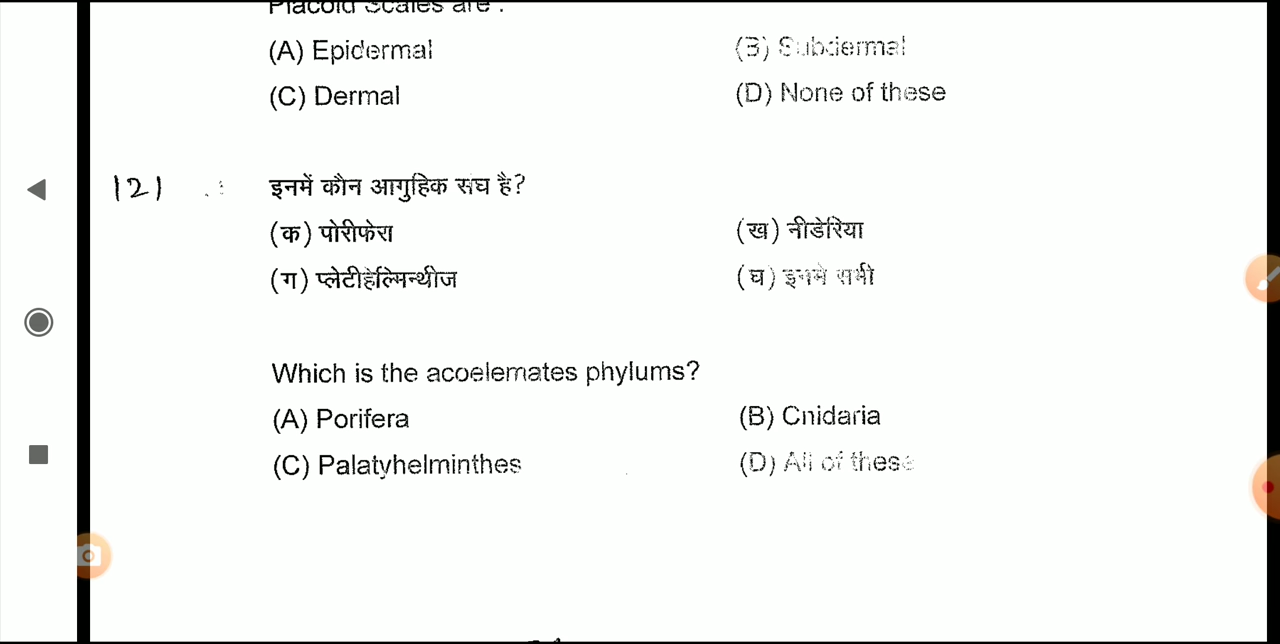 Placoid Scales are :
(A) Epidermal (B) Subdermal
(C) Dermal (D) None of these
121 इनमें कौन आगुहिक संघ है?
(क) पोरीफेरा (ख) नीडेरिया
(ग) प्लेटीहेल्मिन्थीज (घ) इनमे सभी
Which is the acoelemates phylums?
(A) Porifera (B) Cnidaria
(C) Palatyhelminthes (D) All of these